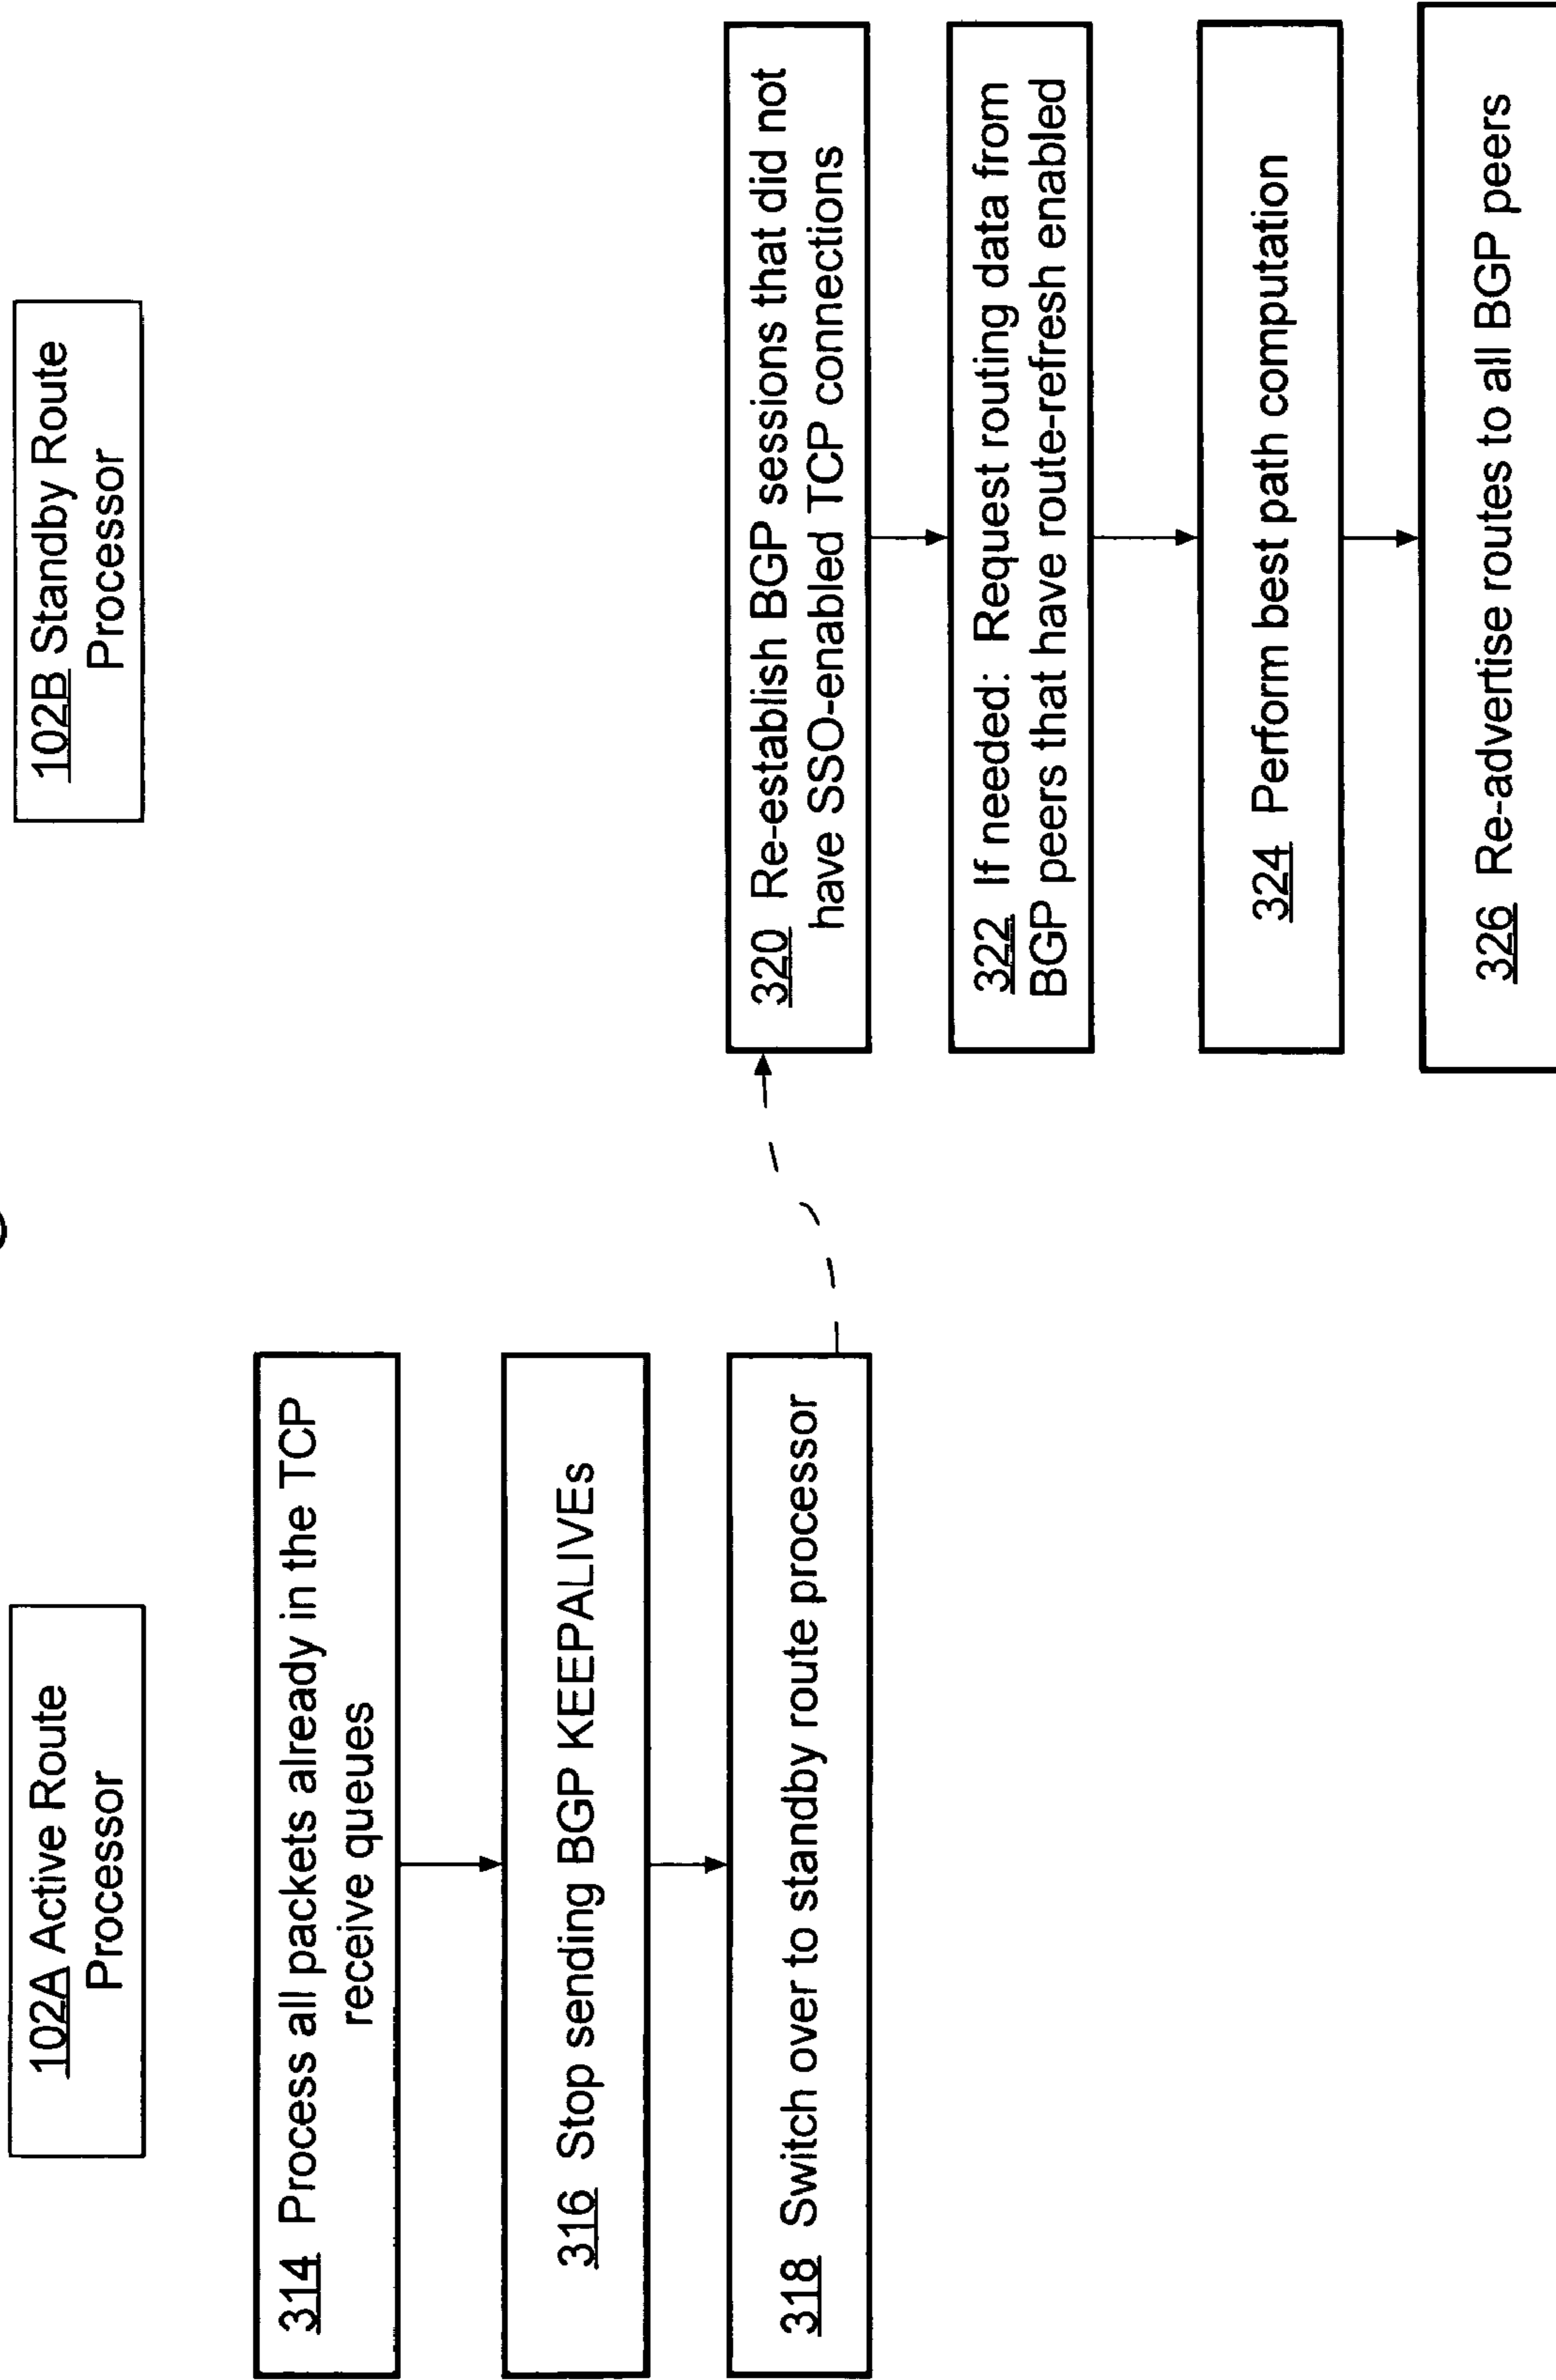 102A Active Route
Processor
102B Standby Route
Processor
314 Process all packets already in the TCP
receive queues
316 Stop sending BGP KEEPALIVEs
318 Switch over to standby route processor
320 Re-establish BGP sessions that did not
have SSO-enabled TCP connections
322 If needed: Request routing data from
BGP peers that have route-refresh enabled
324 Perform best path computation
326 Re-advertise routes to all BGP peers